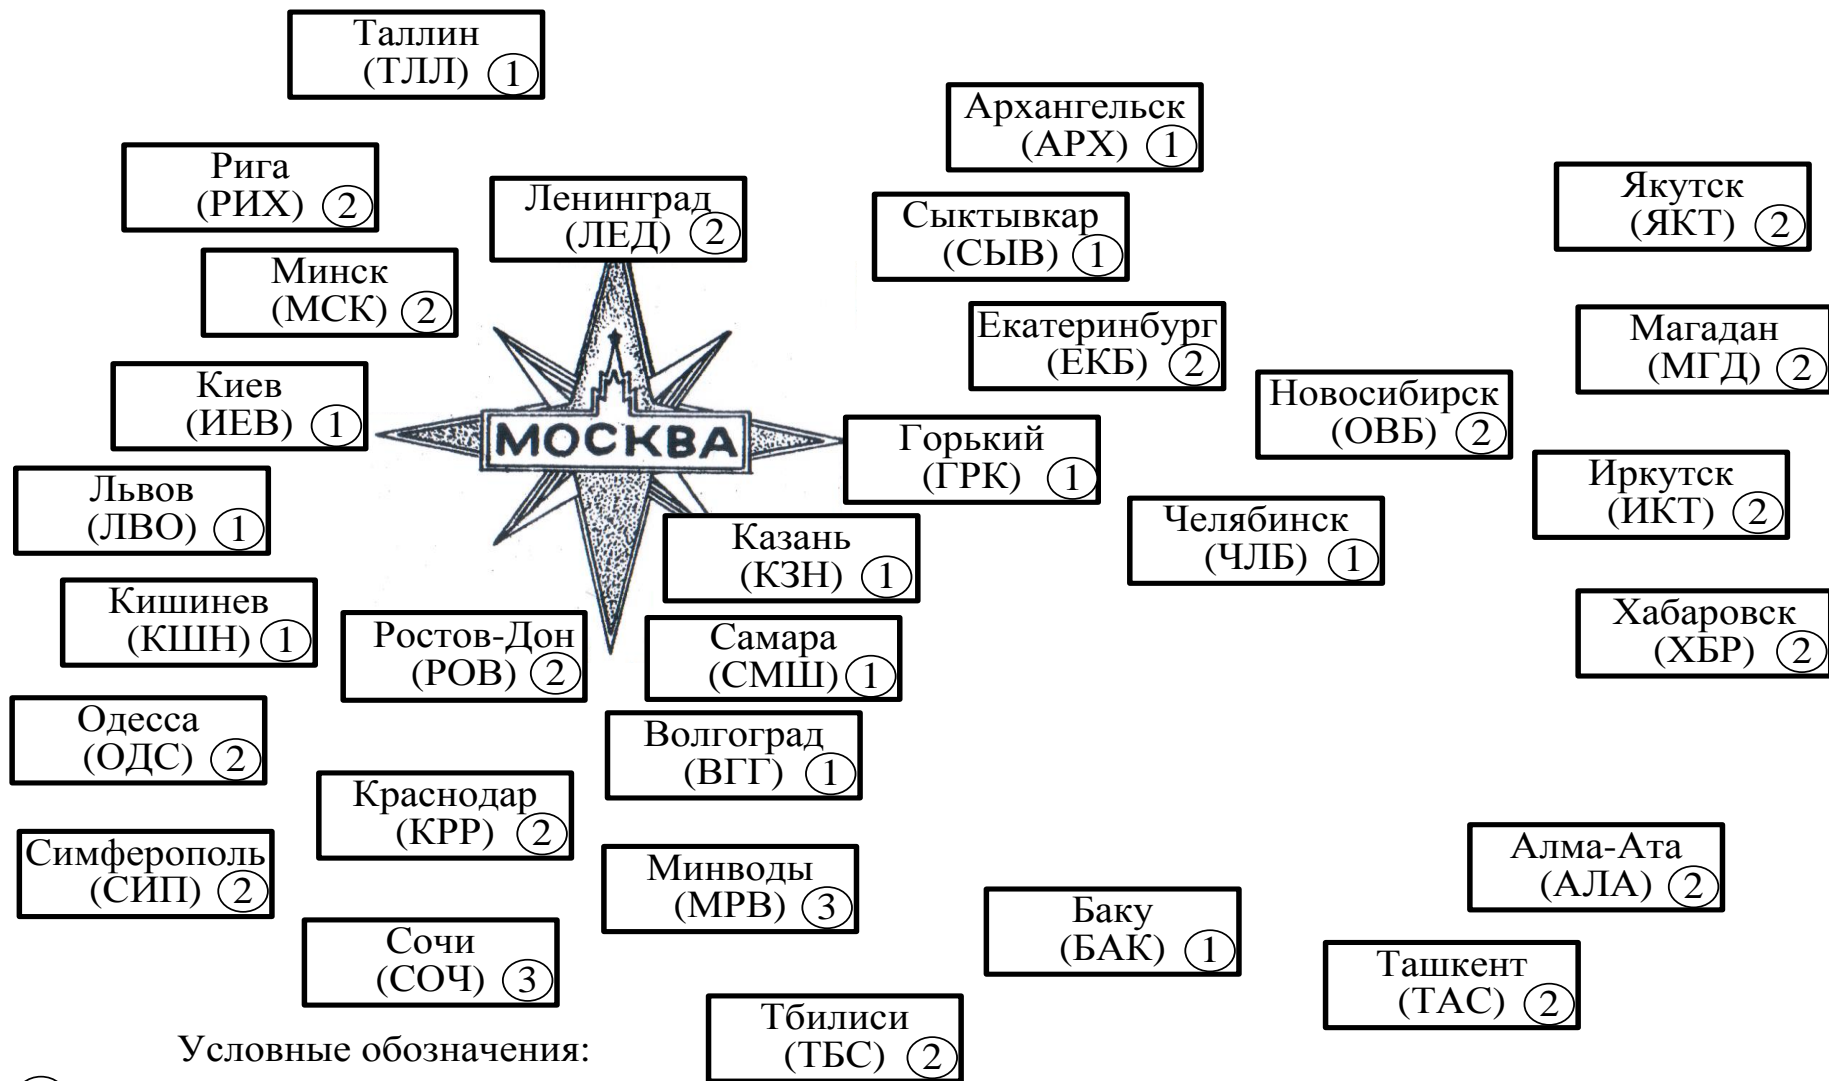 Таллин
(ТЛЛ) 1
Архангельск
(АРХ) 1
Рига
(РИХ) 2
Ленинград
(ЛЕД) 2
Якутск
(ЯКТ) 2
Сыктывкар
(СЫВ) 1
Минск
(МСК) 2
Екатеринбург
(ЕКБ) 2
Магадан
(МГД) 2
Киев
(ИЕВ) 1
Новосибирск
(ОВБ) 2
МОСКВА
Горький
(ГРК) 1
Иркутск
(ИКТ) 2
Львов
(ЛВО) 1
Челябинск
(ЧЛБ) 1
Казань
(КЗН) 1
Кишинев
(КШН) 1
Хабаровск
(ХБР) 2
Ростов-Дон
(РОВ) 2
Самара
(СМШ) 1
Одесса
(ОДС) 2
Волгоград
(ВГГ) 1
Краснодар
(КРР) 2
Симферополь
(СИП) 2
Минводы
(МРВ) 3
Алма-Ата
(АЛА) 2
Баку
(БАК) 1
Сочи
(СОЧ) 3
Ташкент
(ТАС) 2
Тбилиси
(ТБС) 2
Условные обозначения: